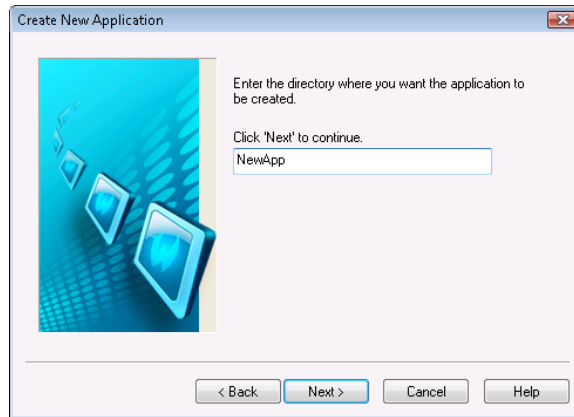 Create New Application
Enter the directory where you want the application to
be created.
Click 'Next' to continue.
NewApp
< Back
Next >
Cancel
Help